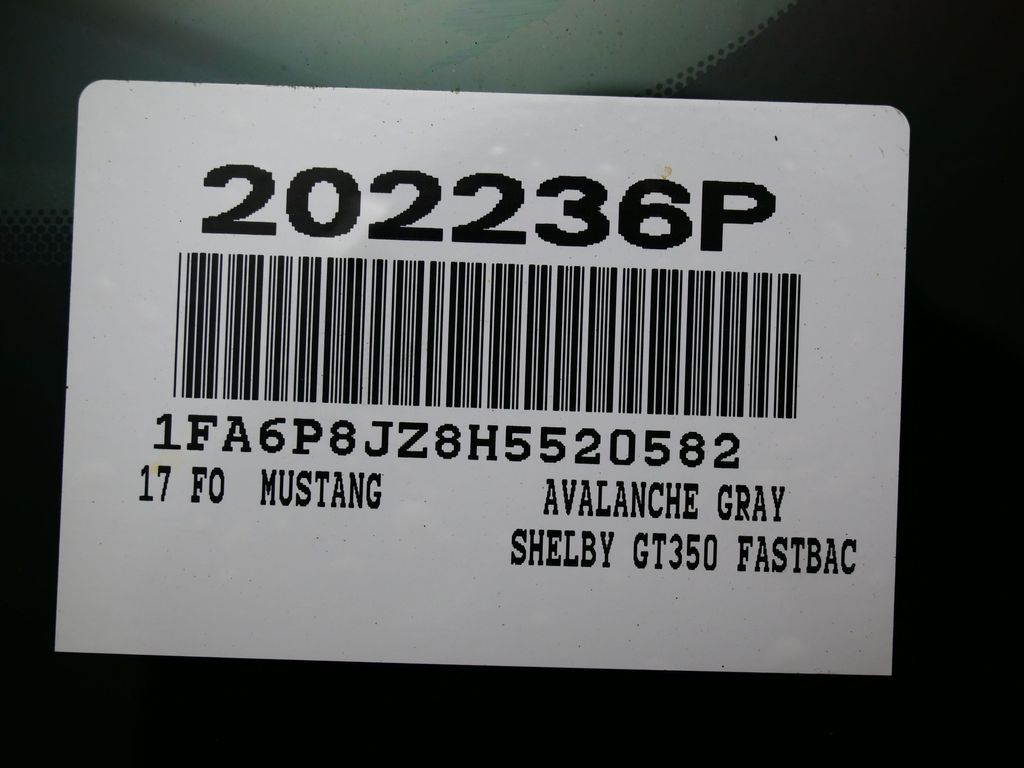 202236P
1FA6P8JZ8H5520582
17 FO MUSTANG AVALANCHE GRAY
SHELBY GT350 FASTBAC